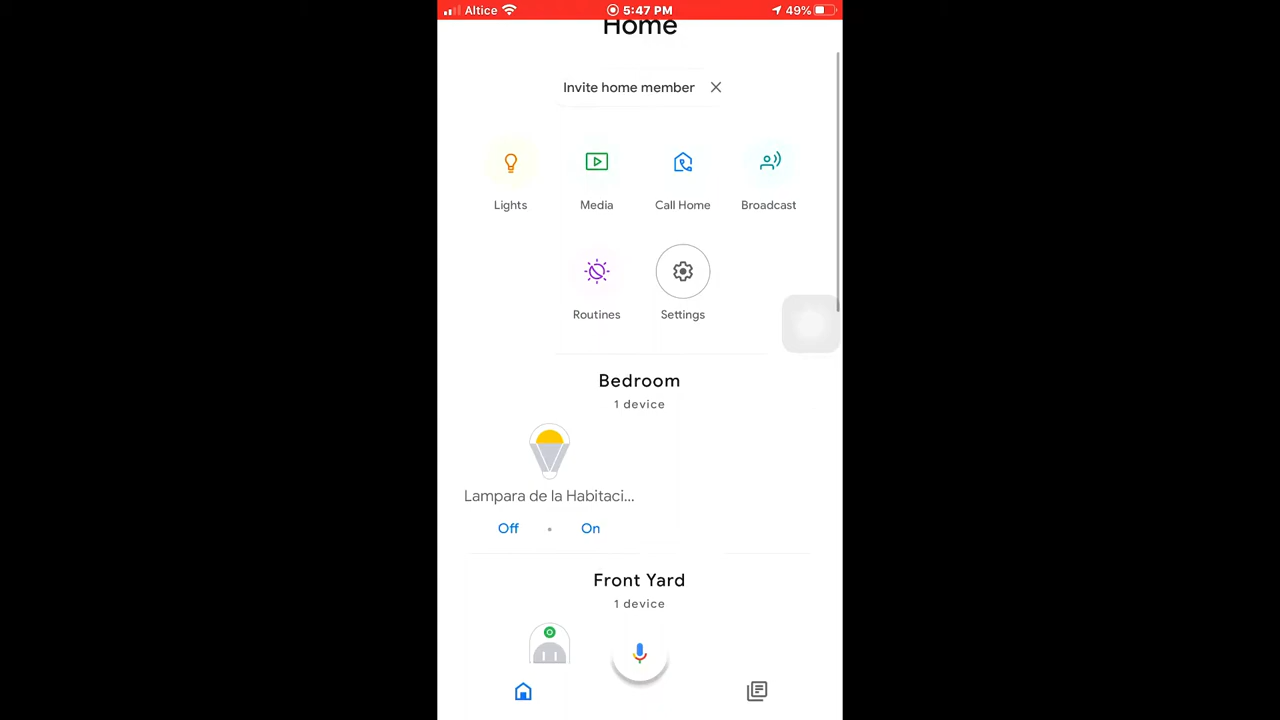 Altice 5:47 PM 49%
Home
Invite home member
Lights Media Call Home Broadcast
Routines Settings
Bedroom
1 device
Lampara de la Habitaci...
Off • On
Front Yard
1 device